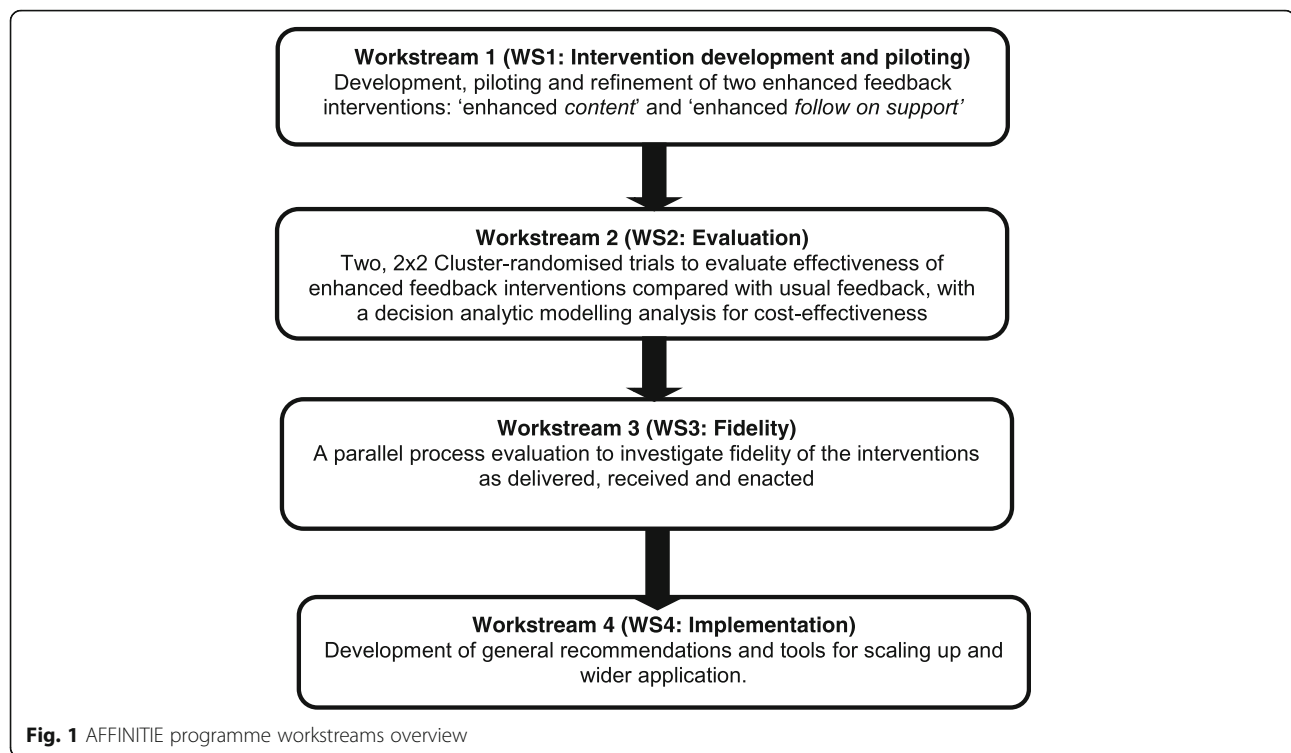 Workstream 1 (WS1: Intervention development and piloting)
Development, piloting and refinement of two enhanced feedback
interventions: ‘enhanced content’ and ‘enhanced follow on support’
Workstream 2 (WS2: Evaluation)
Two, 2x2 Cluster-randomised trials to evaluate effectiveness of
enhanced feedback interventions compared with usual feedback, with
a decision analytic modelling analysis for cost-effectiveness
Workstream 3 (WS3: Fidelity)
A parallel process evaluation to investigate fidelity of the interventions
as delivered, received and enacted
Workstream 4 (WS4: Implementation)
Development of general recommendations and tools for scaling up and
wider application.
Fig. 1 AFFINITIE programme workstreams overview